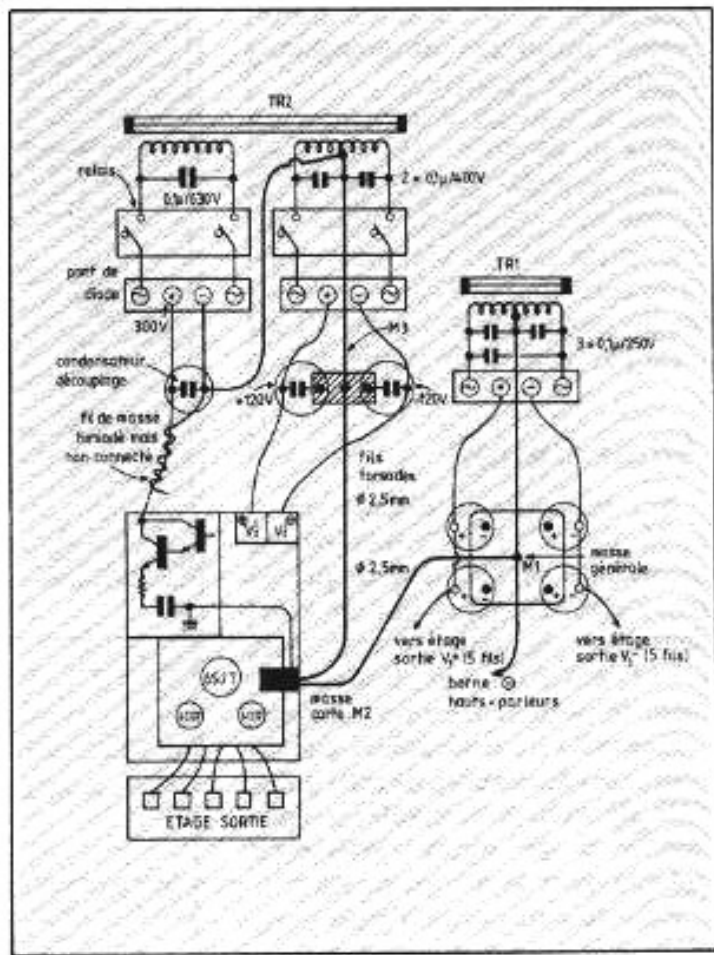 TR2
relais
0,1µ/630V
2 × 0,1µ/400V
pont de
diode
300V
TR1
3 × 0,1µ/250V
M3
condensateur
découplage
+120V
-120V
fil de masse
torsadé mais
non-connecté
fils
torsadés
Ø 2,5mm
Ø 2,5mm
M1
masse
générale
vers étage
sortie V₁⁺ (5 fils)
vers étage
sortie V₁⁻ (5 fils)
borne
hauts-parleurs
masse
carte M2
ETAGE SORTIE